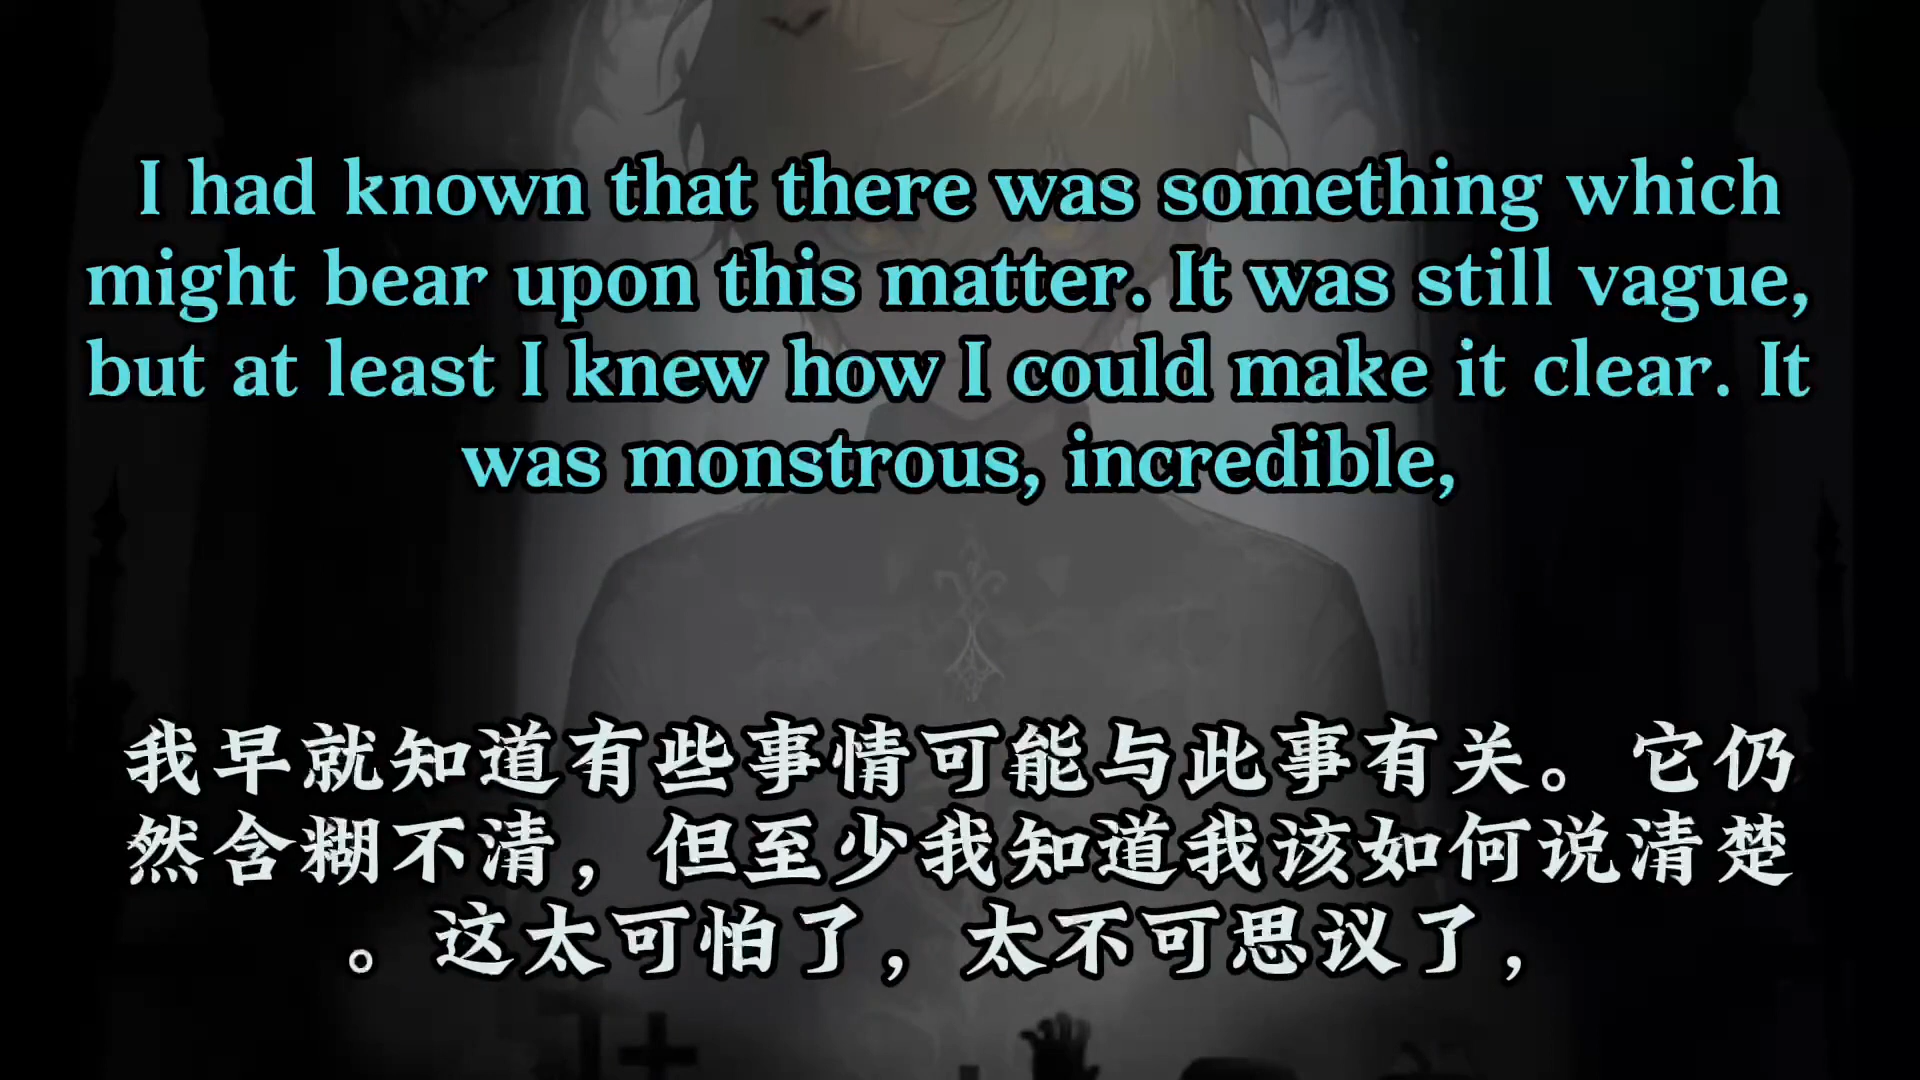 I had known that there was something which
might bear upon this matter. It was still vague,
but at least I knew how I could make it clear. It
was monstrous, incredible,
我早就知道有些事情可能与此事有关。它仍
然含糊不清，但至少我知道我该如何说清楚
。这太可怕了，太不可思议了，